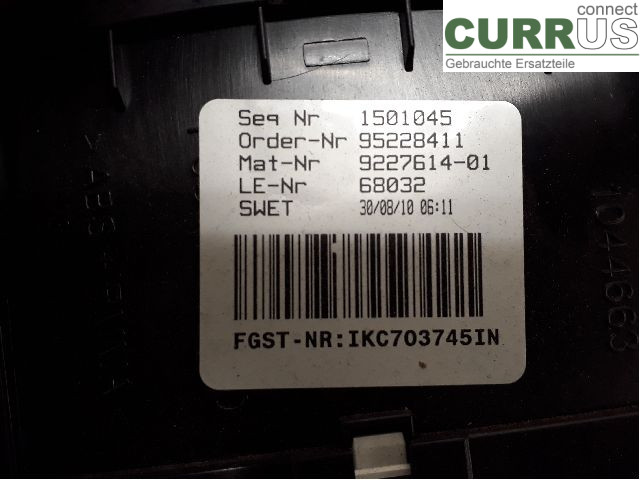 connect
CURRUS
Gebrauchte Ersatzteile
Seq Nr 1501045
Order-Nr 95228411
Mat-Nr 9227614-01
LE-Nr 68032
SWET 30/08/10 06:11
FGST-NR:IKC703745IN
1044663